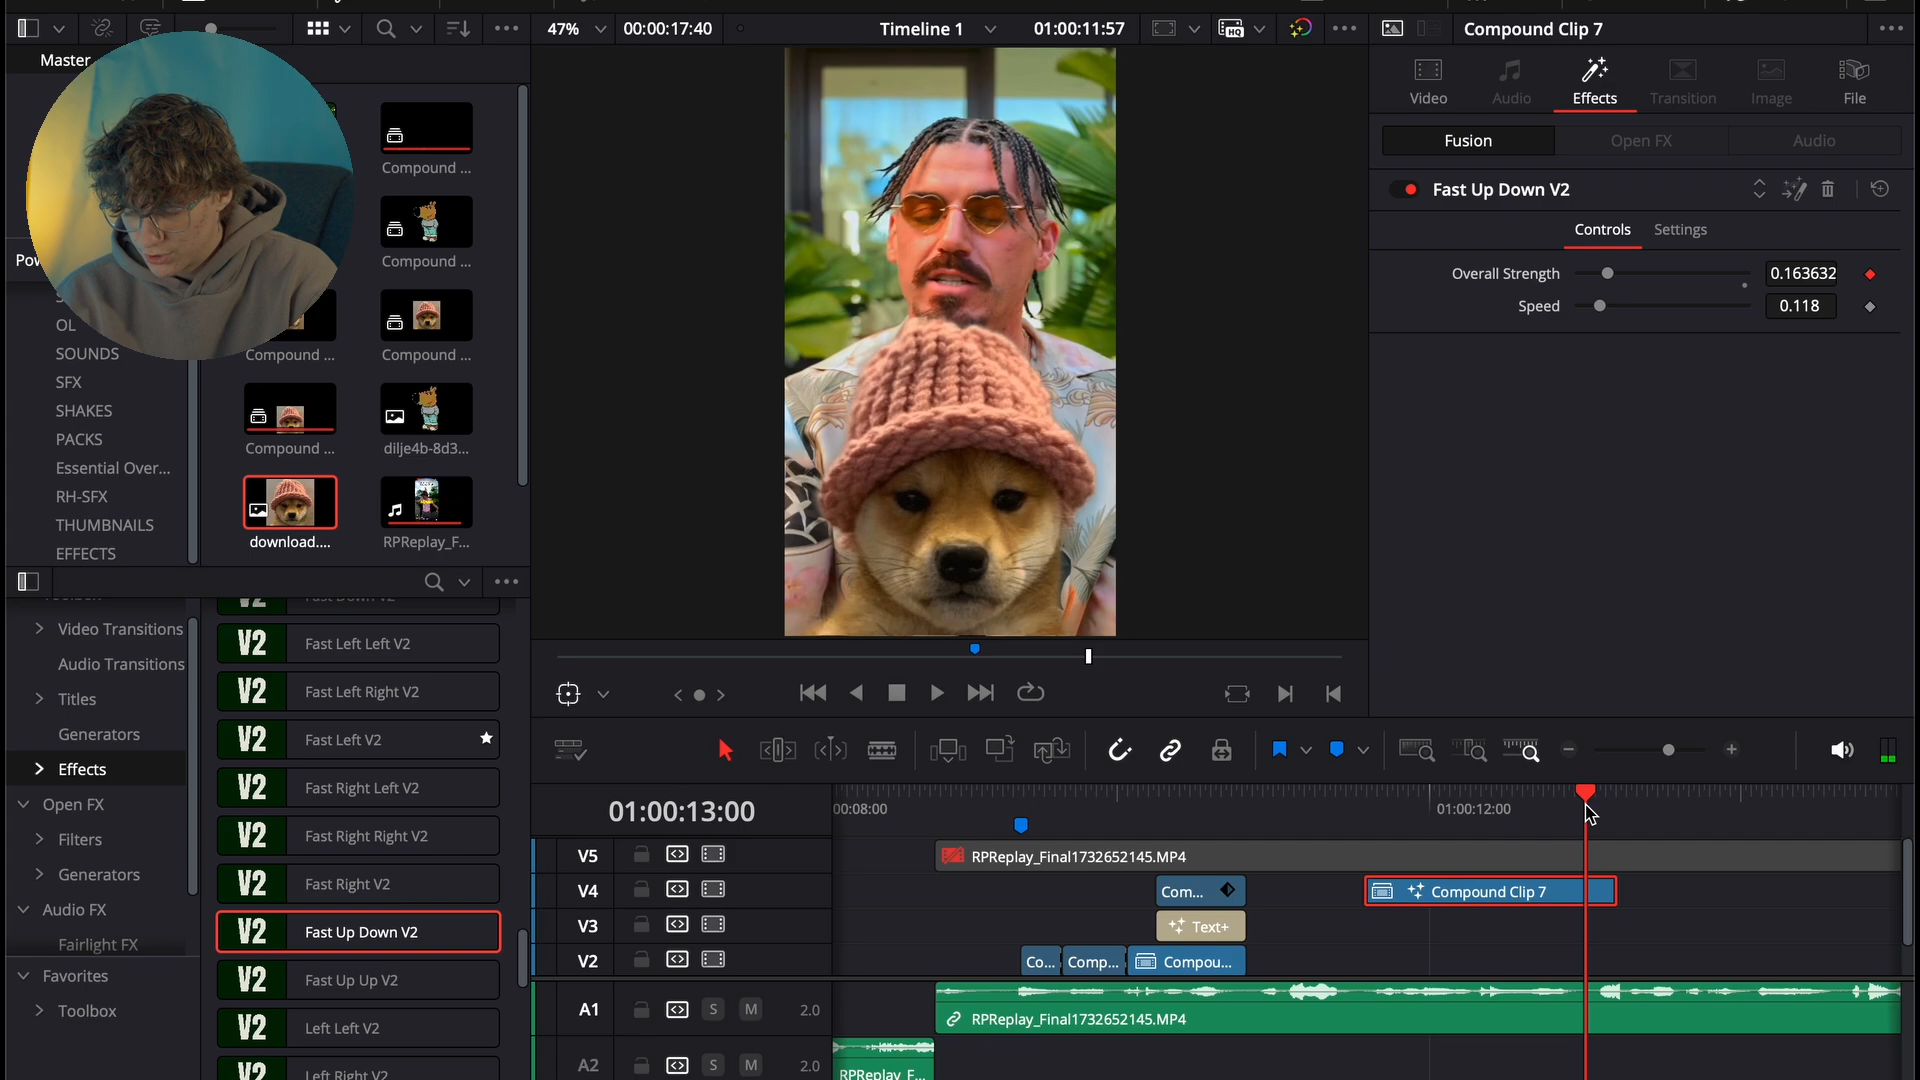 47%
00:00:17:40
Timeline 1
01:00:11:57
HQ
Compound Clip 7
Master
Video
Audio
Effects
Transition
Image
File
Compound ...
Fusion
Open FX
Audio
Fast Up Down V2
Compound ...
Controls
Settings
Overall Strength
0.163632
Speed
0.118
OL
SOUNDS
Compound ...
Compound ...
SFX
SHAKES
PACKS
Compound ...
dilje4b-8d3...
Essential Over...
RH-SFX
THUMBNAILS
download....
RPReplay_F...
EFFECTS
V2
Video Transitions
V2 Fast Left Left V2
Audio Transitions
Titles
V2 Fast Left Right V2
Generators
V2 Fast Left V2
Effects
V2 Fast Right Left V2
Open FX
Filters
V2 Fast Right Right V2
Generators
V2 Fast Right V2
Audio FX
Fairlight FX
V2 Fast Up Down V2
Favorites
V2 Fast Up Up V2
Toolbox
V2 Left Left V2
Left Right V2
01:00:13:00
00:08:00
01:00:12:00
V5
RPReplay_Final1732652145.MP4
V4
Com...
Compound Clip 7
V3
Text+
V2
Co...
Comp...
Compou...
A1
S
M
2.0
RPReplay_Final1732652145.MP4
A2
S
M
2.0
RPReplay_F...